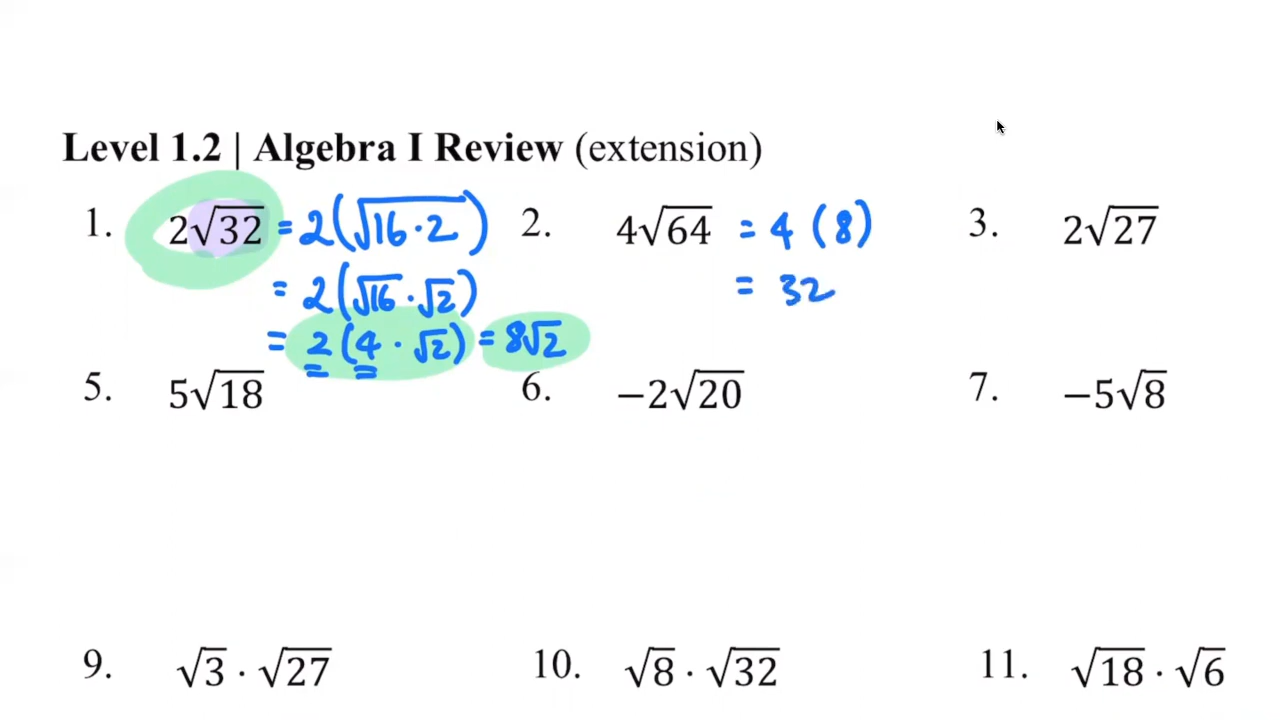 Level 1.2 | Algebra I Review (extension)
1. 2√32 = 2(√16·2)
= 2(√16·√2)
= 2(4·√2) = 8√2
2. 4√64 = 4(8)
= 32
3. 2√27
5. 5√18
6. −2√20
7. −5√8
9. √3 · √27
10. √8 · √32
11. √18 · √6